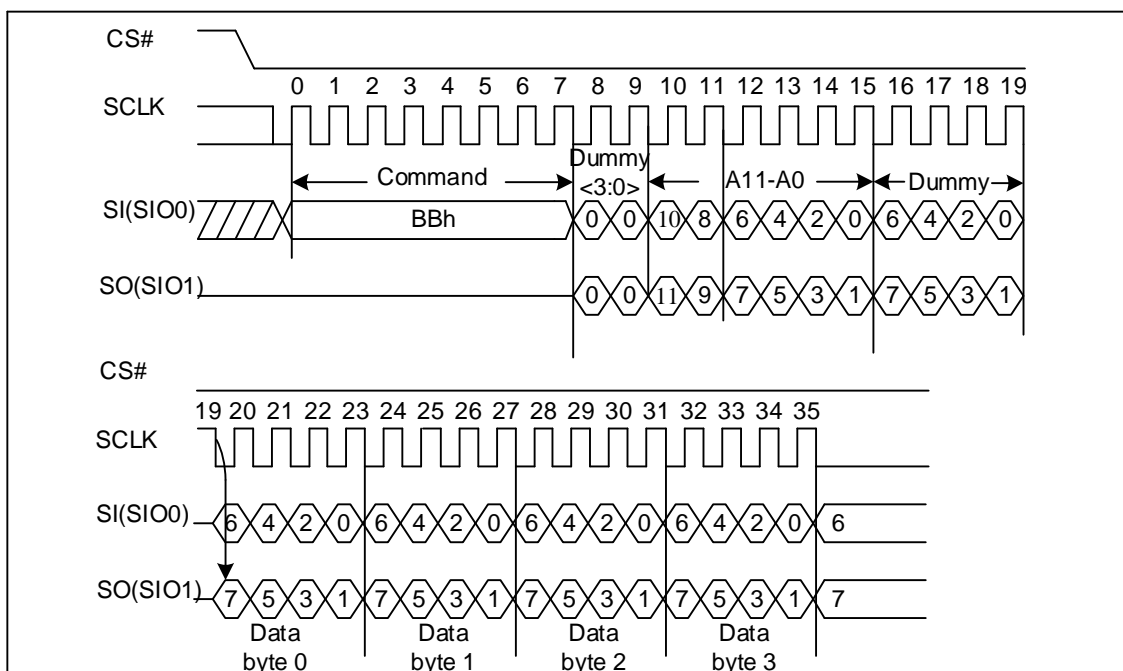 CS#
0 1 2 3 4 5 6 7 8 9 10 11 12 13 14 15 16 17 18 19
SCLK
Dummy
Command <3:0> A11-A0 Dummy
SI(SIO0) BBh 0 0 10 8 6 4 2 0 6 4 2 0
SO(SIO1) 0 0 11 9 7 5 3 1 7 5 3 1
CS#
19 20 21 22 23 24 25 26 27 28 29 30 31 32 33 34 35
SCLK
SI(SIO0) 6 4 2 0 6 4 2 0 6 4 2 0 6 4 2 0 6
SO(SIO1) 7 5 3 1 7 5 3 1 7 5 3 1 7 5 3 1 7
Data Data Data Data
byte 0 byte 1 byte 2 byte 3